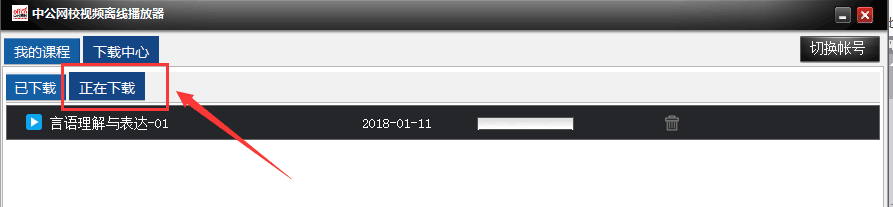 中公网校视频离线播放器
我的课程 下载中心 切换帐号
已下载 正在下载
言语理解与表达-01 2018-01-11